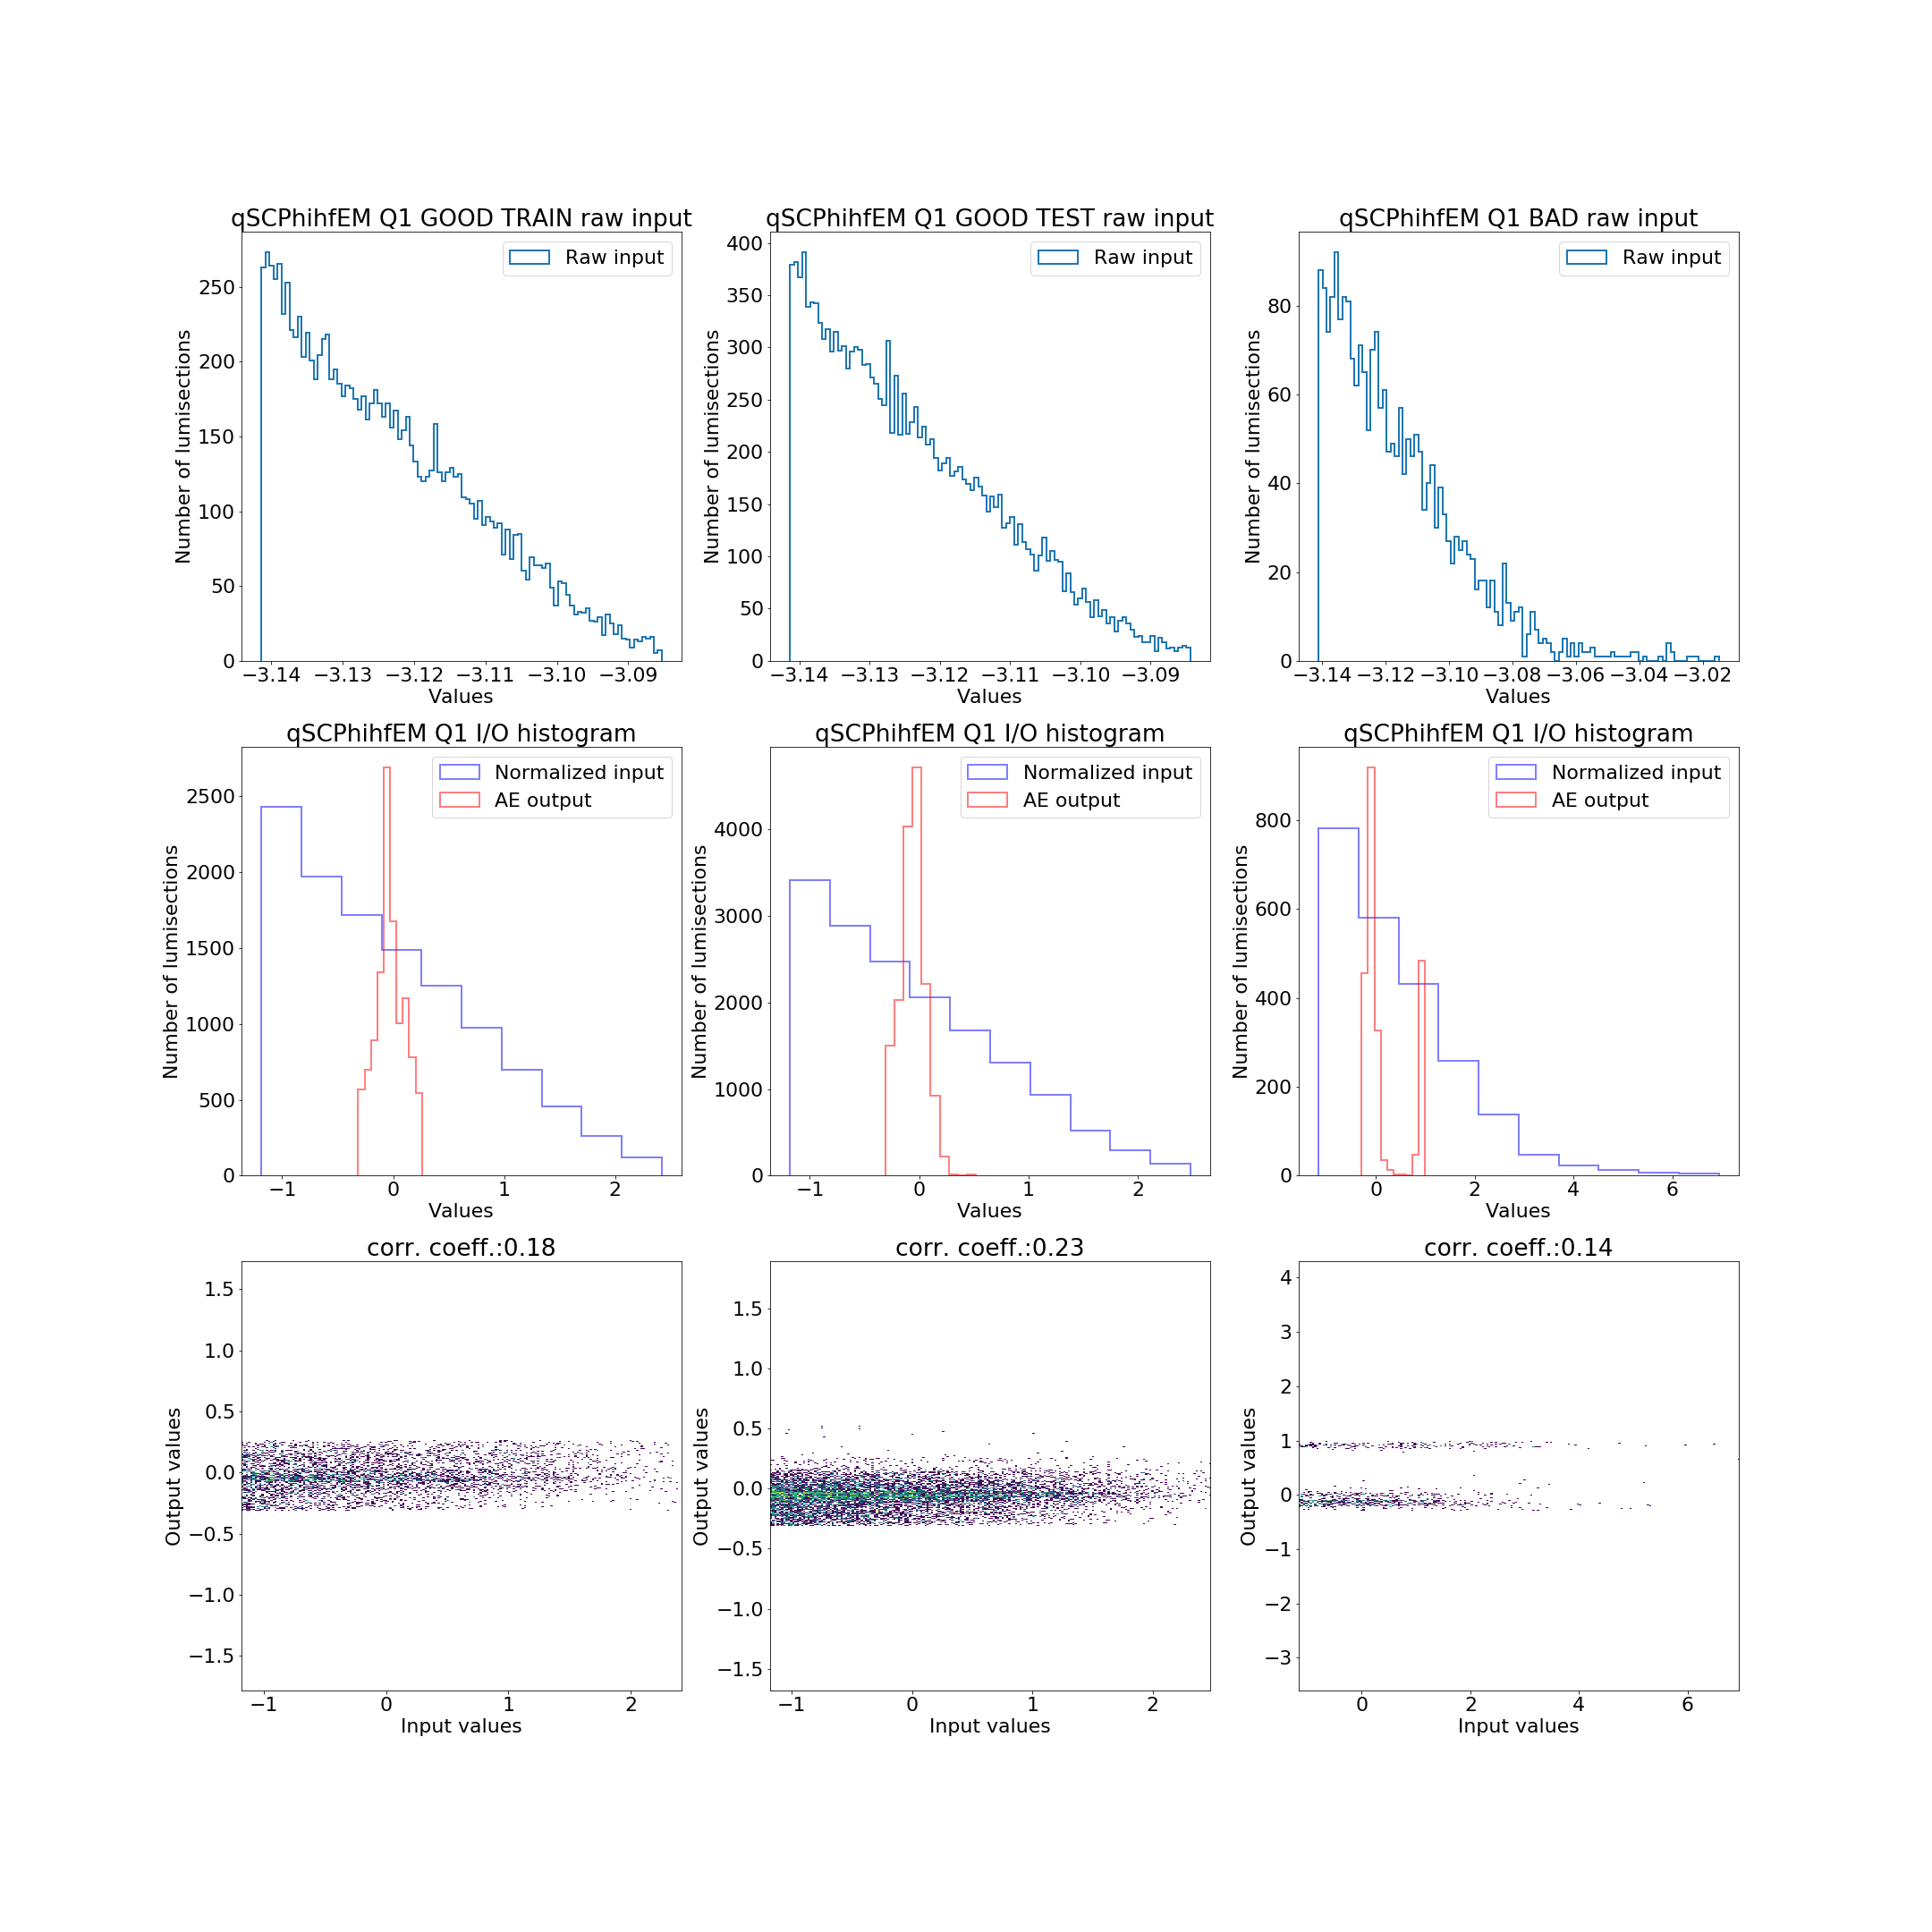 qSCPhihfEM Q1 GOOD TRAIN raw input
Raw input
Number of lumisections
250
200
150
100
50
0
−3.14 −3.13 −3.12 −3.11 −3.10 −3.09
Values
qSCPhihfEM Q1 GOOD TEST raw input
Raw input
Number of lumisections
400
350
300
250
200
150
100
50
0
−3.14 −3.13 −3.12 −3.11 −3.10 −3.09
Values
qSCPhihfEM Q1 BAD raw input
Raw input
Number of lumisections
80
60
40
20
0
−3.14 −3.12 −3.10 −3.08 −3.06 −3.04 −3.02
Values
qSCPhihfEM Q1 I/O histogram
Normalized input
AE output
Number of lumisections
2500
2000
1500
1000
500
0
−1 0 1 2
Values
qSCPhihfEM Q1 I/O histogram
Normalized input
AE output
Number of lumisections
4000
3000
2000
1000
0
−1 0 1 2
Values
qSCPhihfEM Q1 I/O histogram
Normalized input
AE output
Number of lumisections
800
600
400
200
0
0 2 4 6
Values
corr. coeff.:0.18
Output values
1.5
1.0
0.5
0.0
−0.5
−1.0
−1.5
−1 0 1 2
Input values
corr. coeff.:0.23
Output values
1.5
1.0
0.5
0.0
−0.5
−1.0
−1.5
−1 0 1 2
Input values
corr. coeff.:0.14
Output values
4
3
2
1
0
−1
−2
−3
0 2 4 6
Input values